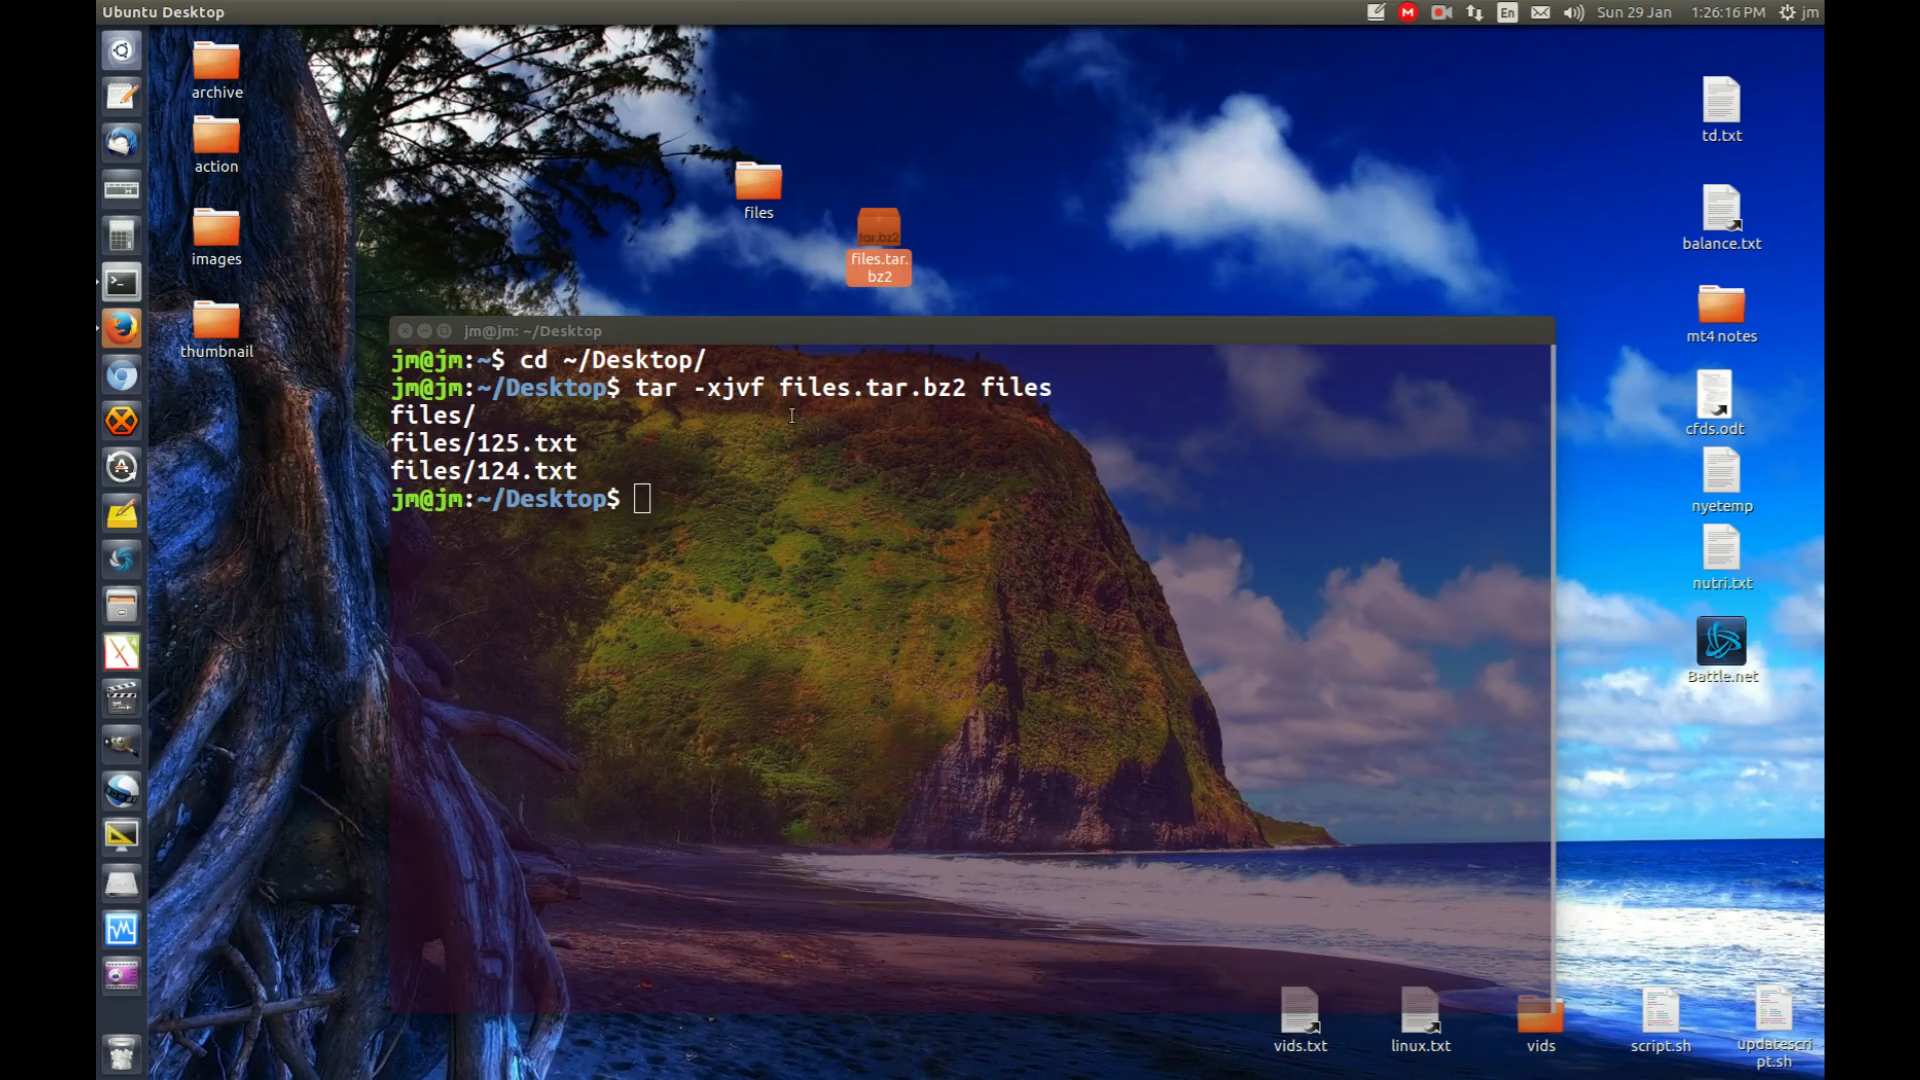 Ubuntu Desktop
En
Sun 29 Jan
1:26:16 PM
jm
archive
action
images
thumbnail
files
tar.bz2
files.tar.
bz2
td.txt
balance.txt
mt4 notes
cfds.odt
nyetemp
nutri.txt
Battle.net
jm@jm: ~/Desktop
jm@jm:~$ cd ~/Desktop/
jm@jm:~/Desktop$ tar -xjvf files.tar.bz2 files
files/
files/125.txt
files/124.txt
jm@jm:~/Desktop$
vids.txt
linux.txt
vids
script.sh
updatescri
pt.sh